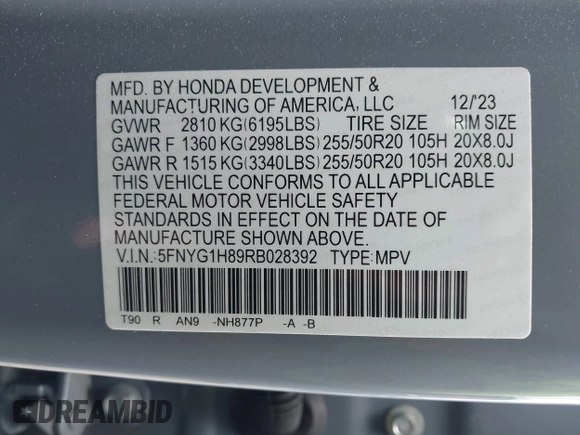 MFD. BY HONDA DEVELOPMENT &
MANUFACTURING OF AMERICA, LLC 12/'23
GVWR 2810 KG(6195LBS) TIRE SIZE RIM SIZE
GAWR F 1360 KG(2998LBS) 255/50R20 105H 20X8.0J
GAWR R 1515 KG(3340LBS) 255/50R20 105H 20X8.0J
THIS VEHICLE CONFORMS TO ALL APPLICABLE
FEDERAL MOTOR VEHICLE SAFETY
STANDARDS IN EFFECT ON THE DATE OF
MANUFACTURE SHOWN ABOVE.
V.I.N.:5FNYG1H89RB028392 TYPE:MPV
T90 R AN9 -NH877P -A -B
DREAMBID